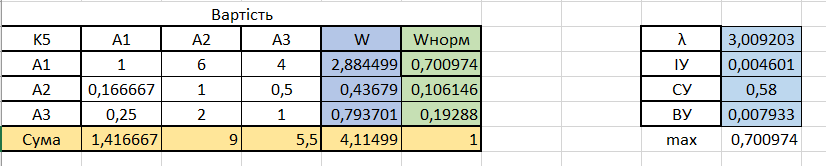 Вартість
K5 A1 A2 A3 W Wнорм λ 3,009203
A1 1 6 4 2,884499 0,700974 ІУ 0,004601
A2 0,166667 1 0,5 0,43679 0,106146 СУ 0,58
A3 0,25 2 1 0,793701 0,19288 ВУ 0,007933
Сума 1,416667 9 5,5 4,11499 1 max 0,700974